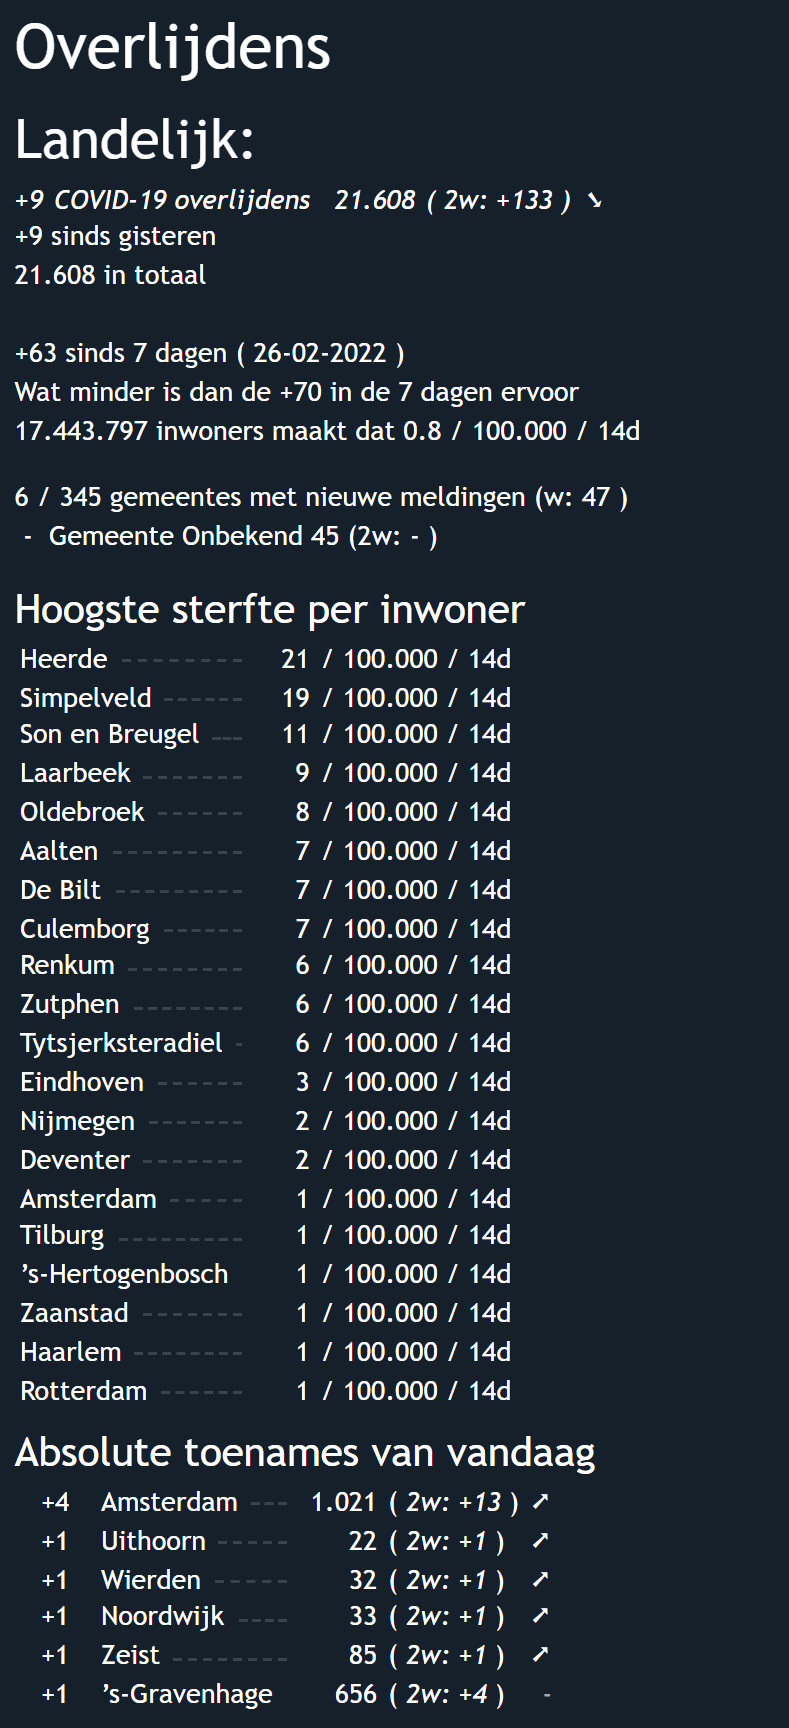 Overlijdens
Landelijk:
+9 COVID-19 overlijdens 21.608 ( 2w: +133 ) ➘
+9 sinds gisteren
21.608 in totaal
+63 sinds 7 dagen ( 26-02-2022 )
Wat minder is dan de +70 in de 7 dagen ervoor
17.443.797 inwoners maakt dat 0.8 / 100.000 / 14d
6 / 345 gemeentes met nieuwe meldingen (w: 47 )
- Gemeente Onbekend 45 (2w: - )
Hoogste sterfte per inwoner
Heerde -------- 21 / 100.000 / 14d
Simpelveld ------ 19 / 100.000 / 14d
Son en Breugel --- 11 / 100.000 / 14d
Laarbeek ------- 9 / 100.000 / 14d
Oldebroek ------ 8 / 100.000 / 14d
Aalten --------- 7 / 100.000 / 14d
De Bilt --------- 7 / 100.000 / 14d
Culemborg ------ 7 / 100.000 / 14d
Renkum -------- 6 / 100.000 / 14d
Zutphen -------- 6 / 100.000 / 14d
Tytsjerksteradiel - 6 / 100.000 / 14d
Eindhoven ------ 3 / 100.000 / 14d
Nijmegen ------- 2 / 100.000 / 14d
Deventer ------- 2 / 100.000 / 14d
Amsterdam ----- 1 / 100.000 / 14d
Tilburg --------- 1 / 100.000 / 14d
’s-Hertogenbosch 1 / 100.000 / 14d
Zaanstad ------- 1 / 100.000 / 14d
Haarlem -------- 1 / 100.000 / 14d
Rotterdam ------ 1 / 100.000 / 14d
Absolute toenames van vandaag
+4 Amsterdam --- 1.021 ( 2w: +13 ) ➚
+1 Uithoorn ----- 22 ( 2w: +1 ) ➚
+1 Wierden ----- 32 ( 2w: +1 ) ➚
+1 Noordwijk ---- 33 ( 2w: +1 ) ➚
+1 Zeist -------- 85 ( 2w: +1 ) ➚
+1 ’s-Gravenhage 656 ( 2w: +4 ) -